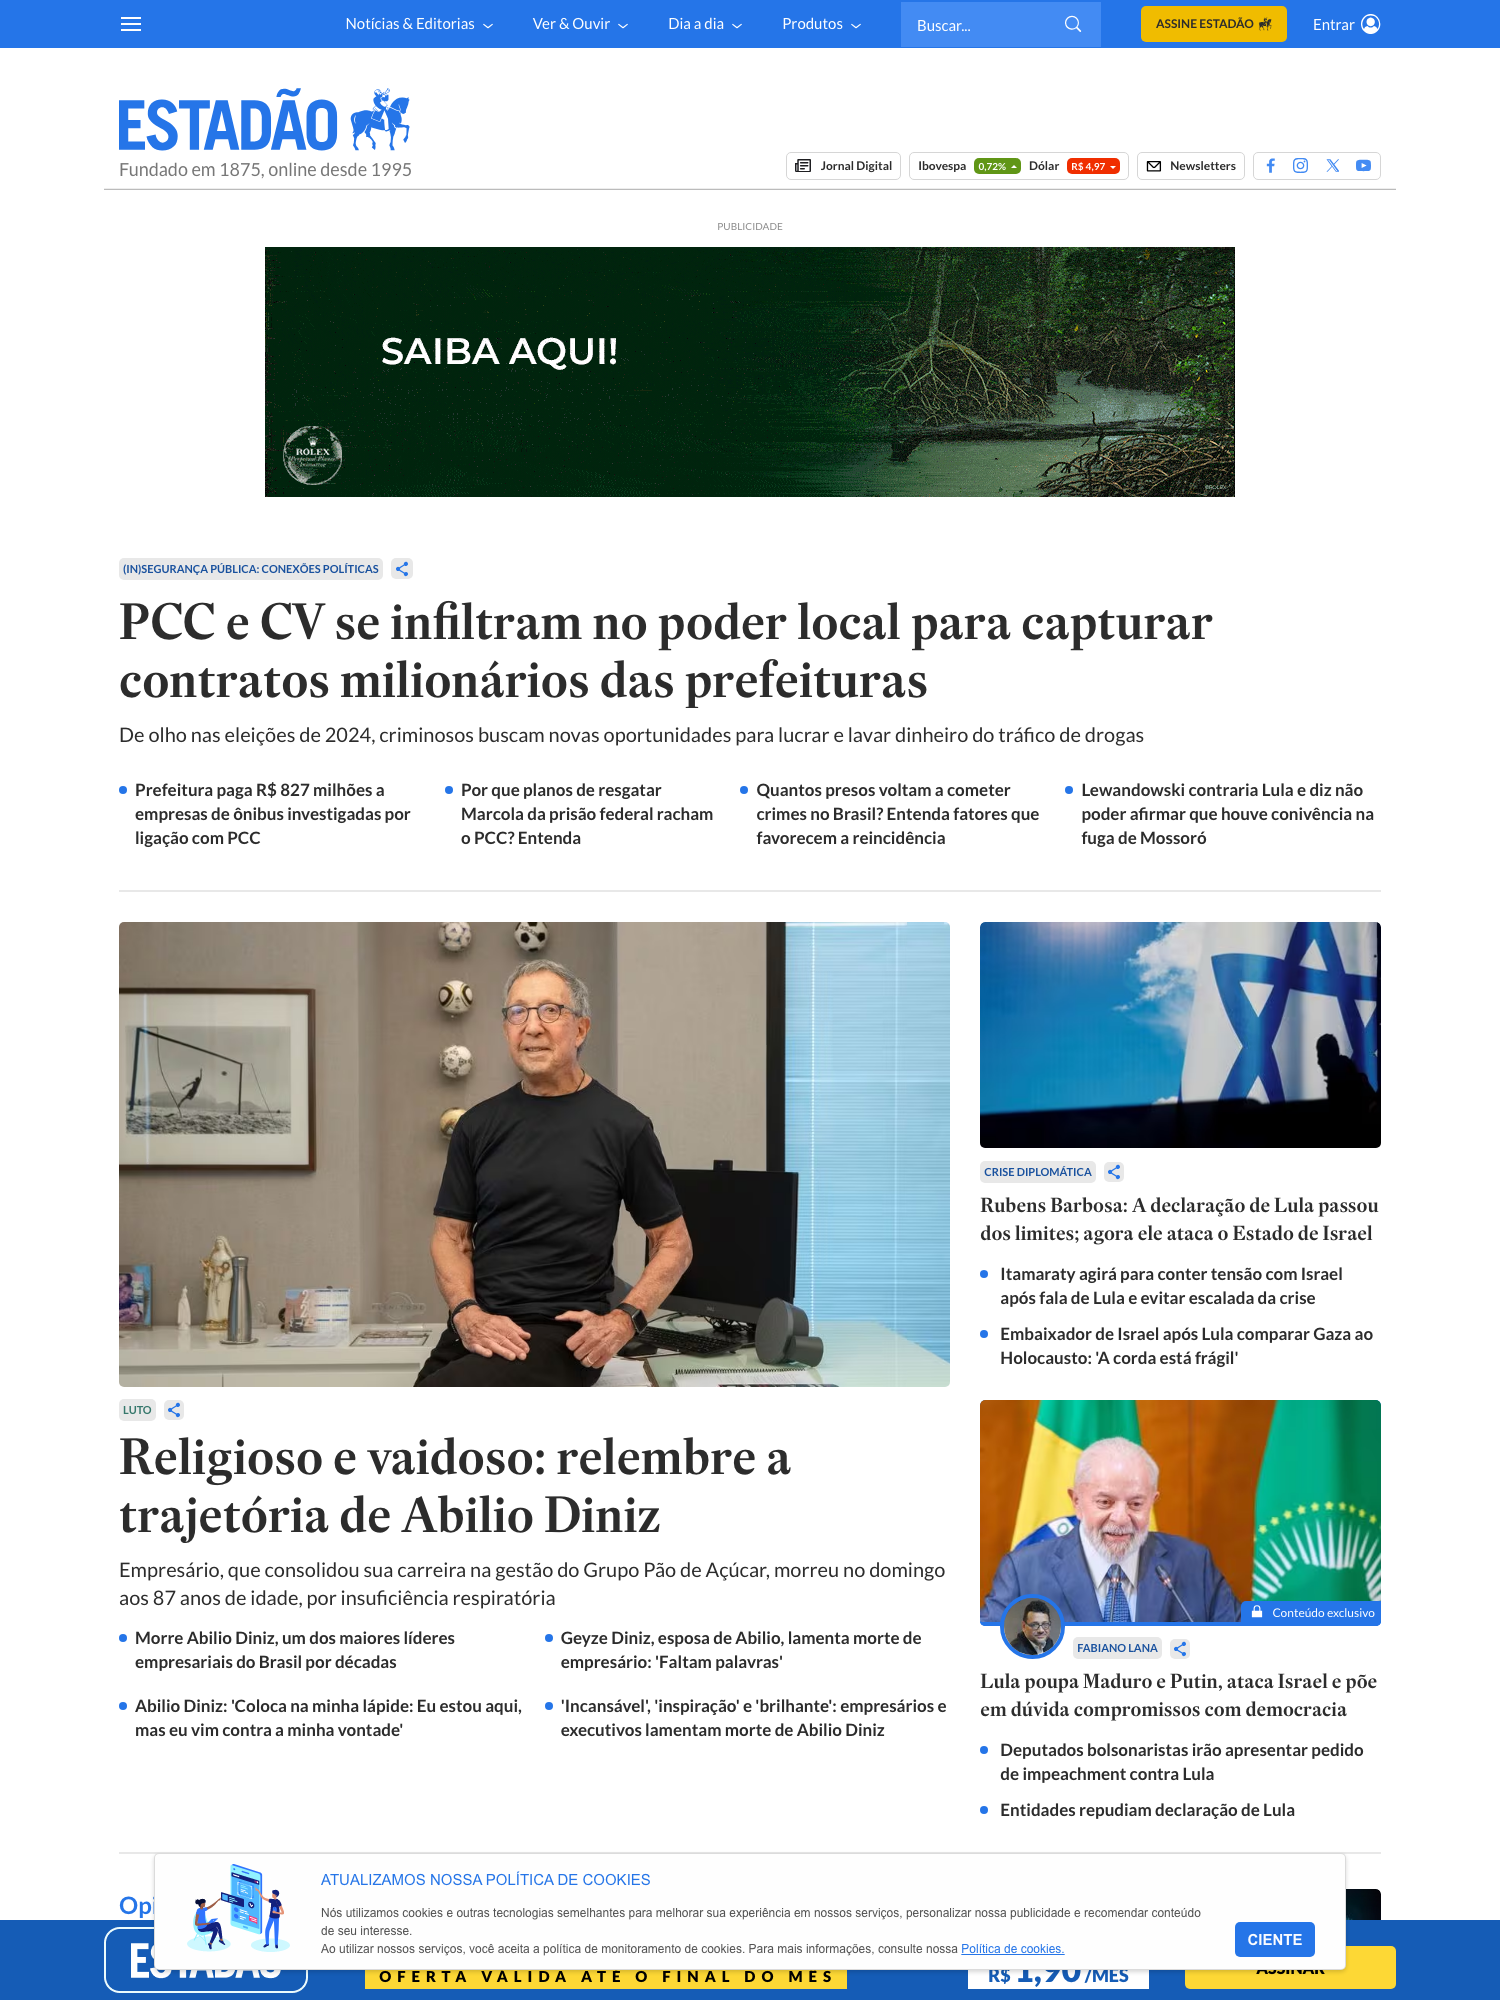 Notícias & Editorias
Ver & Ouvir
Dia a dia
Produtos
Buscar...
ASSINE ESTADÃO
Entrar
ESTADÃO
Fundado em 1875, online desde 1995
Jornal Digital
Ibovespa 0,72% Dólar R$ 4,97
Newsletters
PUBLICIDADE
SAIBA AQUI!
ROLEX
Perpetual Planet
Initiative
©ROLEX
(IN)SEGURANÇA PÚBLICA: CONEXÕES POLÍTICAS
PCC e CV se infiltram no poder local para capturar
contratos milionários das prefeituras
De olho nas eleições de 2024, criminosos buscam novas oportunidades para lucrar e lavar dinheiro do tráfico de drogas
Prefeitura paga R$ 827 milhões a
empresas de ônibus investigadas por
ligação com PCC
Por que planos de resgatar
Marcola da prisão federal racham
o PCC? Entenda
Quantos presos voltam a cometer
crimes no Brasil? Entenda fatores que
favorecem a reincidência
Lewandowski contraria Lula e diz não
poder afirmar que houve conivência na
fuga de Mossoró
LUTO
Religioso e vaidoso: relembre a
trajetória de Abilio Diniz
Empresário, que consolidou sua carreira na gestão do Grupo Pão de Açúcar, morreu no domingo
aos 87 anos de idade, por insuficiência respiratória
Morre Abilio Diniz, um dos maiores líderes
empresariais do Brasil por décadas
Geyze Diniz, esposa de Abilio, lamenta morte de
empresário: 'Faltam palavras'
Abilio Diniz: 'Coloca na minha lápide: Eu estou aqui,
mas eu vim contra a minha vontade'
'Incansável', 'inspiração' e 'brilhante': empresários e
executivos lamentam morte de Abilio Diniz
CRISE DIPLOMÁTICA
Rubens Barbosa: A declaração de Lula passou
dos limites; agora ele ataca o Estado de Israel
Itamaraty agirá para conter tensão com Israel
após fala de Lula e evitar escalada da crise
Embaixador de Israel após Lula comparar Gaza ao
Holocausto: 'A corda está frágil'
Conteúdo exclusivo
FABIANO LANA
Lula poupa Maduro e Putin, ataca Israel e põe
em dúvida compromissos com democracia
Deputados bolsonaristas irão apresentar pedido
de impeachment contra Lula
Entidades repudiam declaração de Lula
Opi
ATUALIZAMOS NOSSA POLÍTICA DE COOKIES
Nós utilizamos cookies e outras tecnologias semelhantes para melhorar sua experiência em nossos serviços, personalizar nossa publicidade e recomendar conteúdo
de seu interesse.
Ao utilizar nossos serviços, você aceita a política de monitoramento de cookies. Para mais informações, consulte nossa Política de cookies.
CIENTE
ESTADÃO
OFERTA VÁLIDA ATÉ O FINAL DO MÊS
R$ 1,90/MÊS
ASSINAR